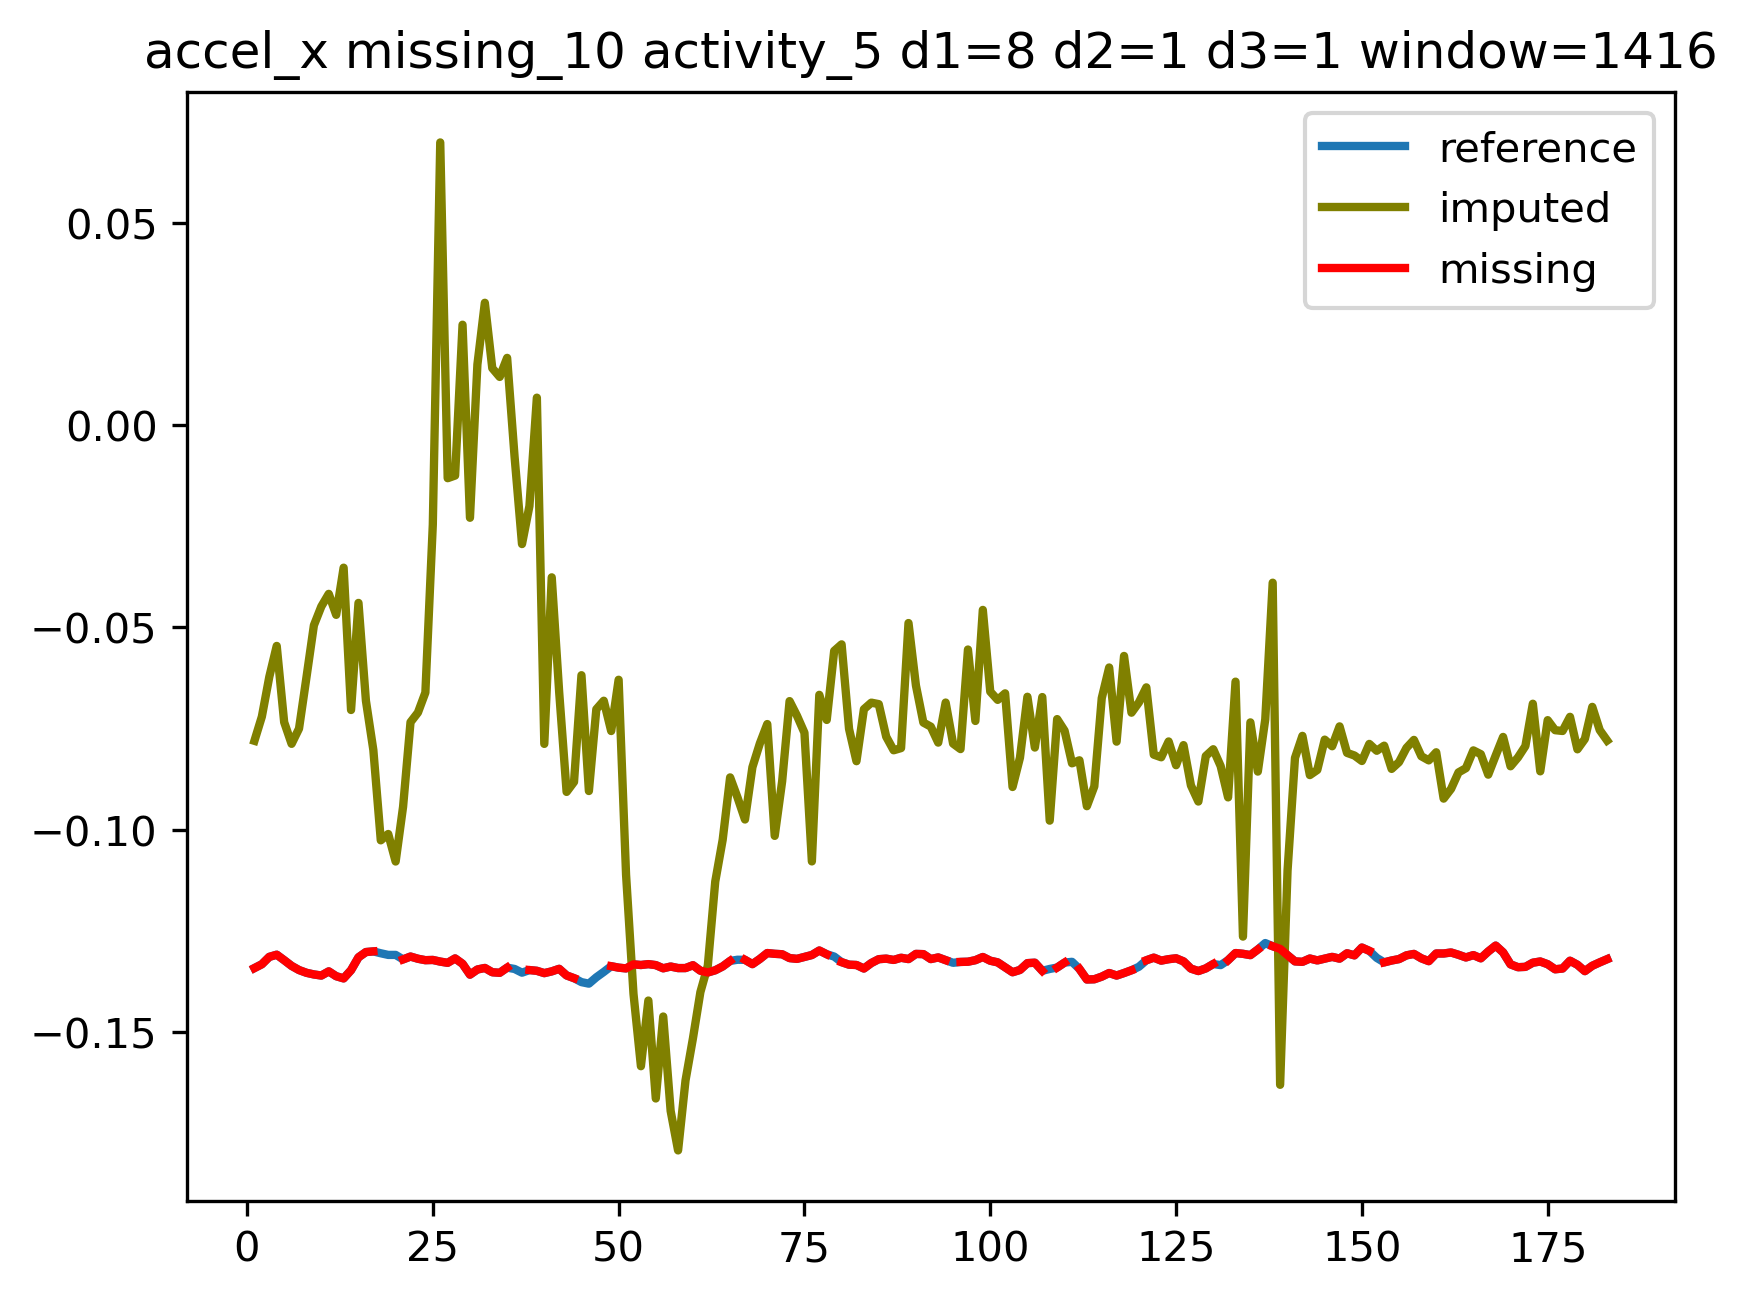 accel_x missing_10 activity_5 d1=8 d2=1 d3=1 window=1416
reference
imputed
missing
0.05
0.00
−0.05
−0.10
−0.15
0 25 50 75 100 125 150 175